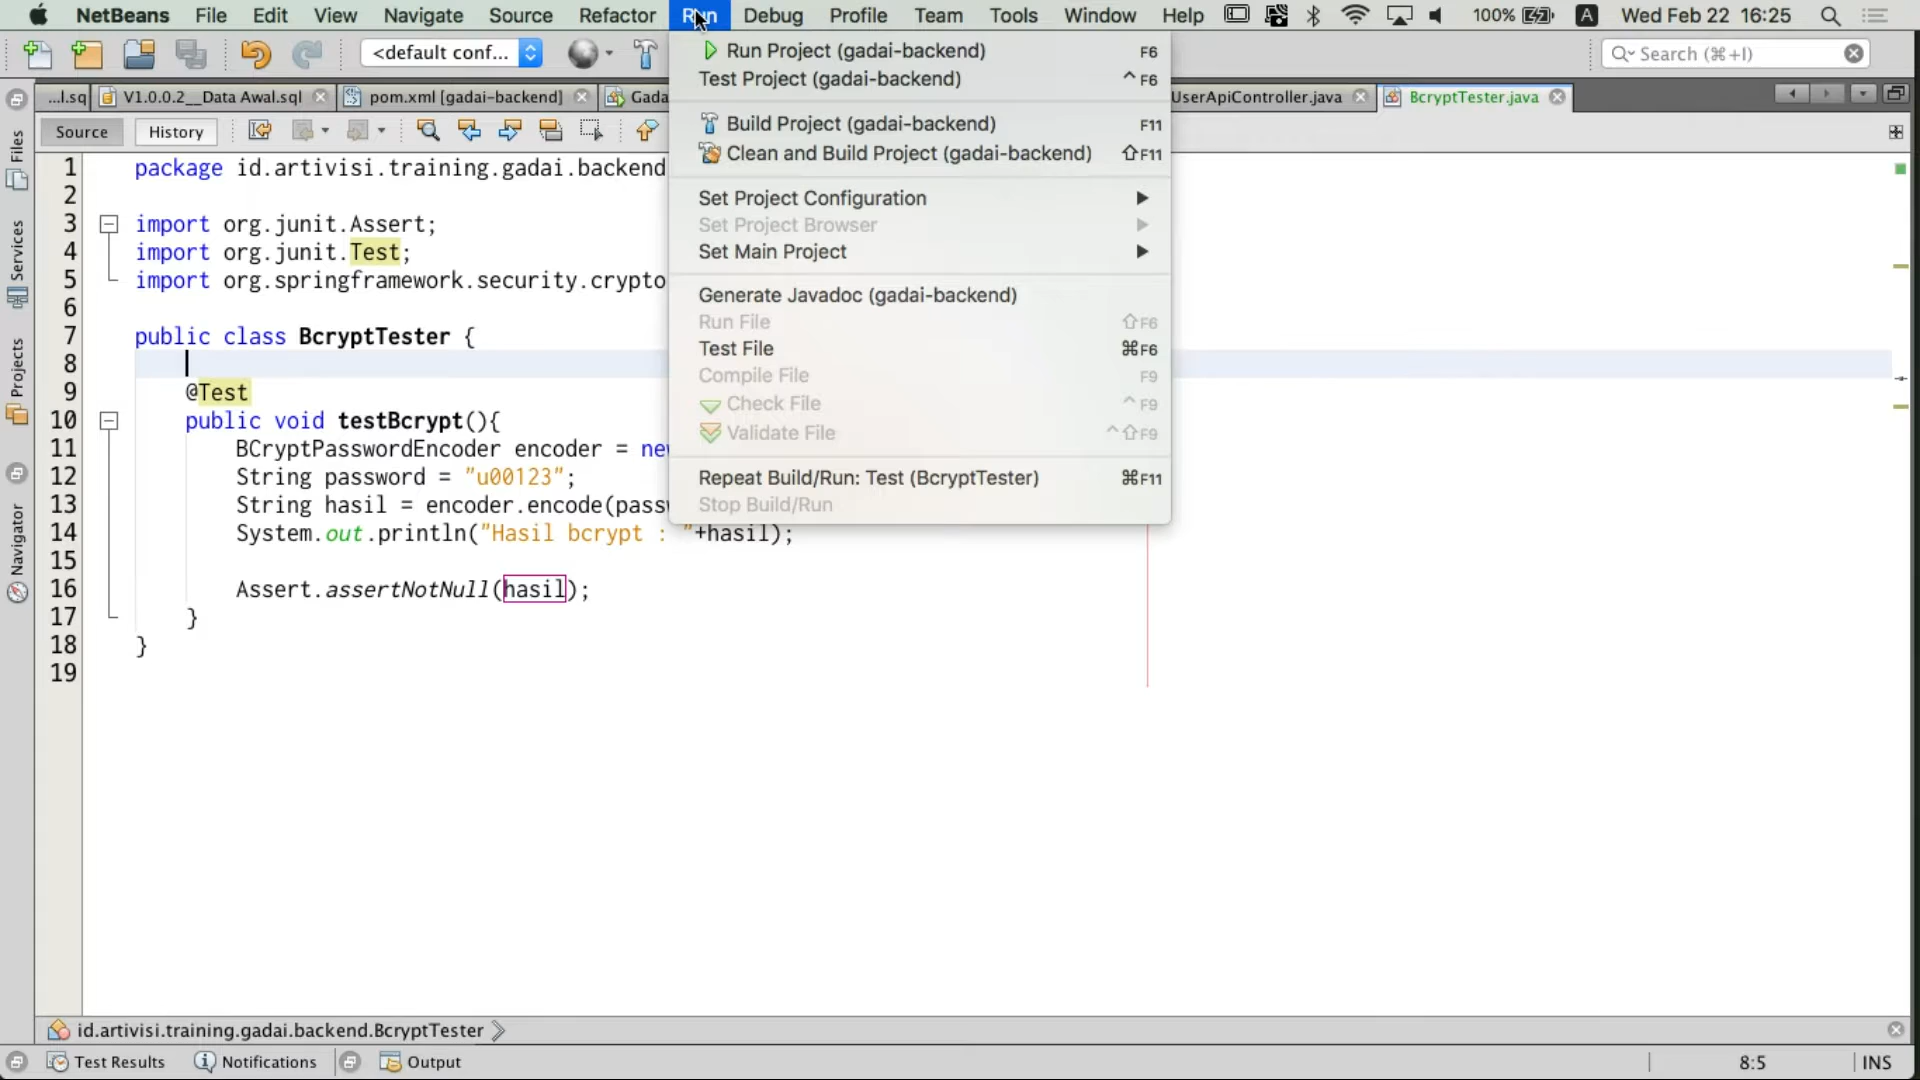 NetBeans File Edit View Navigate Source Refactor Run Debug Profile Team Tools Window Help 100% A Wed Feb 22 16:25
<default conf...
Search (⌘+I)
Run Project (gadai-backend) F6
Test Project (gadai-backend) ^F6
Build Project (gadai-backend) F11
Clean and Build Project (gadai-backend) ⇧F11
Set Project Configuration
Set Project Browser
Set Main Project
Generate Javadoc (gadai-backend)
Run File ⇧F6
Test File ⌘F6
Compile File F9
Check File ^F9
Validate File ^⇧F9
Repeat Build/Run: Test (BcryptTester) ⌘F11
Stop Build/Run
...l.sq V1.0.0.2__Data Awal.sql pom.xml [gadai-backend] Gada UserApiController.java BcryptTester.java
Source History
Files
Services
Projects
Navigator
1 package id.artivisi.training.gadai.backend
2
3 import org.junit.Assert;
4 import org.junit.Test;
5 import org.springframework.security.crypto
6
7 public class BcryptTester {
8
9 @Test
10 public void testBcrypt(){
11 BCryptPasswordEncoder encoder = new
12 String password = "u00123";
13 String hasil = encoder.encode(pass
14 System.out.println("Hasil bcrypt : "+hasil);
15
16 Assert.assertNotNull(hasil);
17 }
18 }
19
id.artivisi.training.gadai.backend.BcryptTester
Test Results Notifications Output 8:5 INS